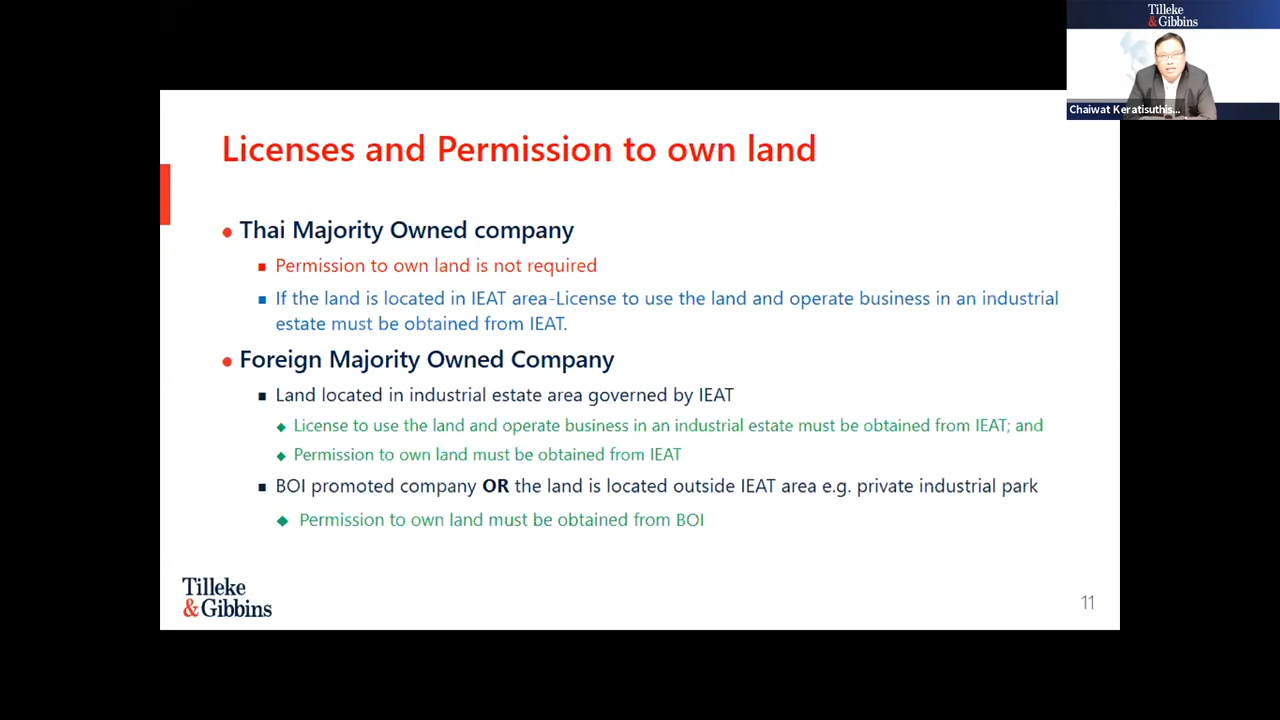 Tilleke
& Gibbins
Chaiwat Keratisuthis...
Licenses and Permission to own land
Thai Majority Owned company
Permission to own land is not required
If the land is located in IEAT area-License to use the land and operate business in an industrial
estate must be obtained from IEAT.
Foreign Majority Owned Company
Land located in industrial estate area governed by IEAT
License to use the land and operate business in an industrial estate must be obtained from IEAT; and
Permission to own land must be obtained from IEAT
BOI promoted company OR the land is located outside IEAT area e.g. private industrial park
Permission to own land must be obtained from BOI
Tilleke
& Gibbins
11